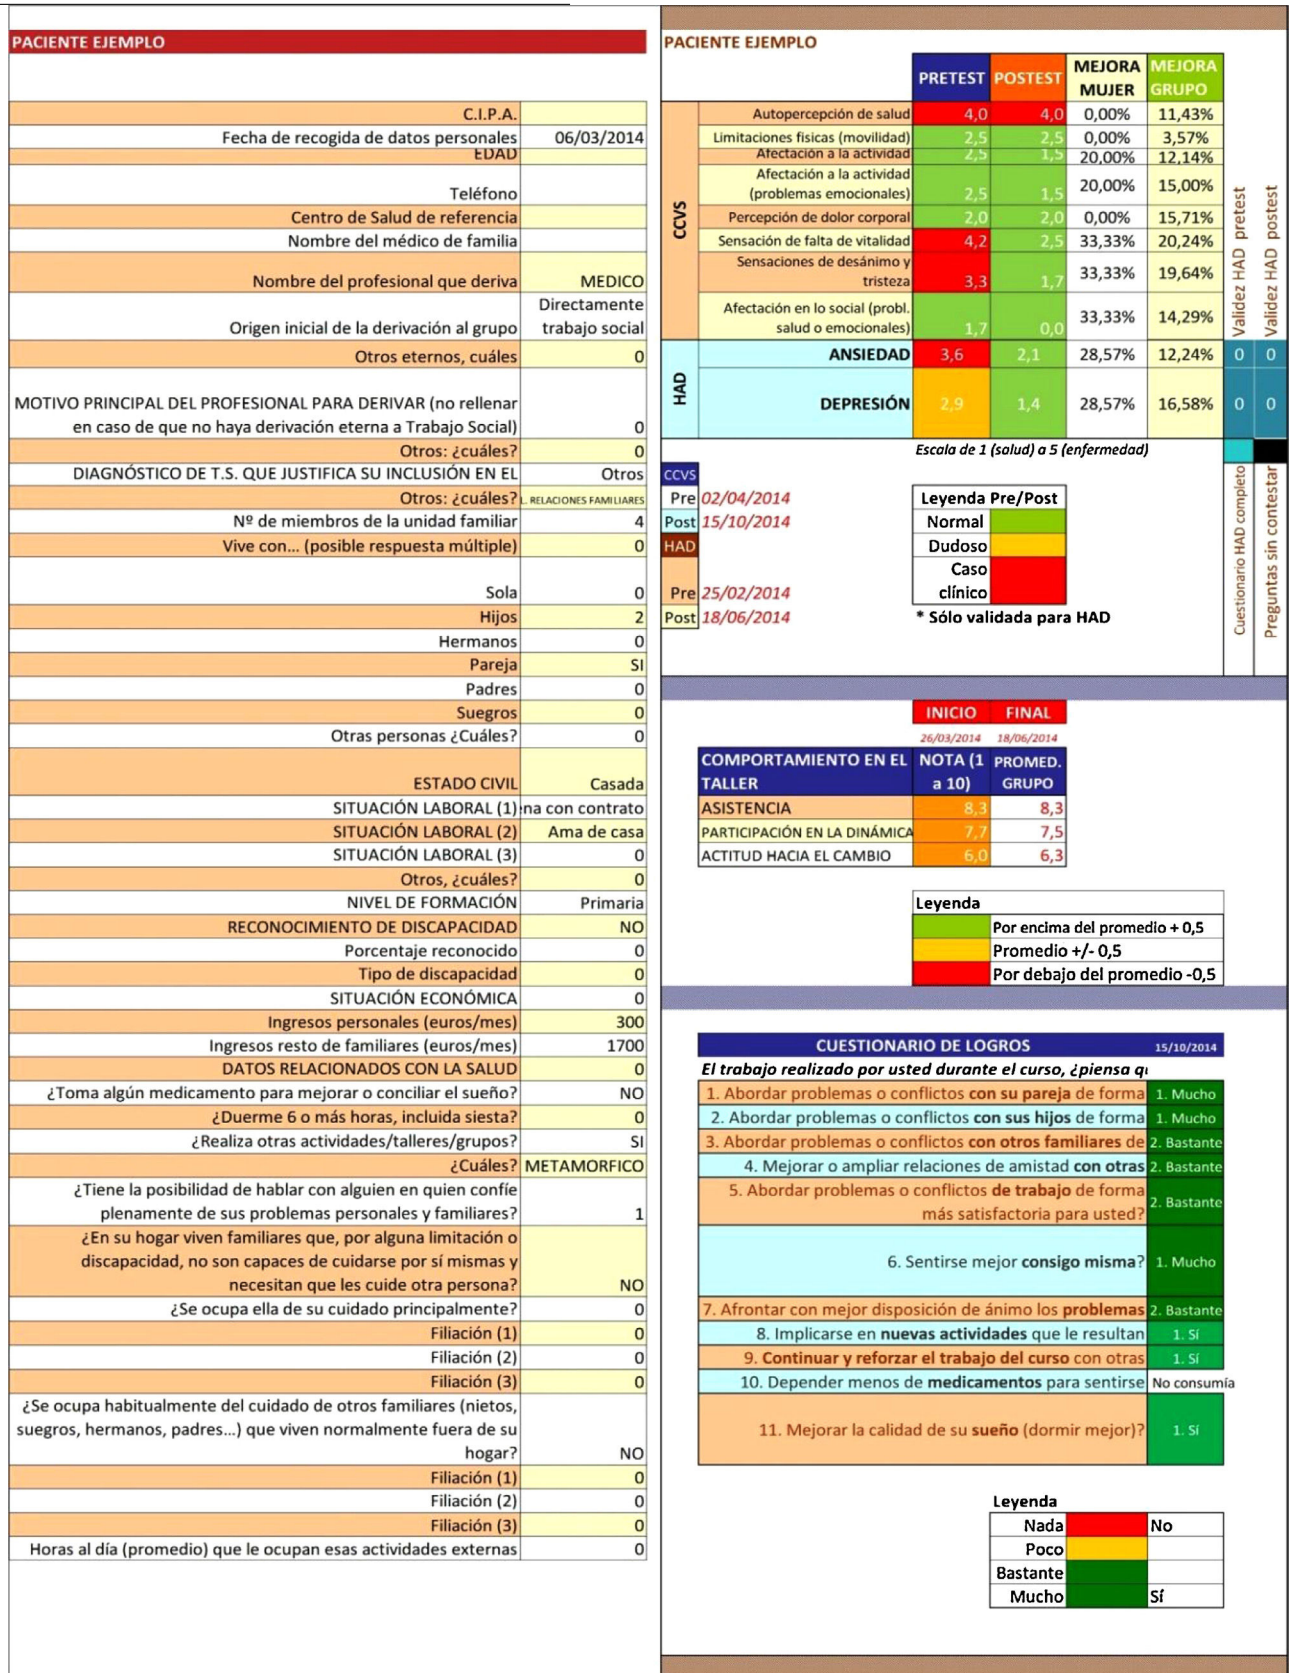 PACIENTE EJEMPLO
C.I.P.A.
Fecha de recogida de datos personales 06/03/2014
EDAD
Teléfono
Centro de Salud de referencia
Nombre del médico de familia
Nombre del profesional que deriva MEDICO
Directamente
Origen inicial de la derivación al grupo trabajo social
Otros eternos, cuáles 0
MOTIVO PRINCIPAL DEL PROFESIONAL PARA DERIVAR (no rellenar
en caso de que no haya derivación eterna a Trabajo Social) 0
Otros: ¿cuáles? 0
DIAGNÓSTICO DE T.S. QUE JUSTIFICA SU INCLUSIÓN EN EL Otros
Otros: ¿cuáles? . RELACIONES FAMILIARES
Nº de miembros de la unidad familiar 4
Vive con... (posible respuesta múltiple) 0
Sola 0
Hijos 2
Hermanos 0
Pareja SI
Padres 0
Suegros 0
Otras personas ¿Cuáles? 0
ESTADO CIVIL Casada
SITUACIÓN LABORAL (1) na con contrato
SITUACIÓN LABORAL (2) Ama de casa
SITUACIÓN LABORAL (3) 0
Otros, ¿cuáles? 0
NIVEL DE FORMACIÓN Primaria
RECONOCIMIENTO DE DISCAPACIDAD NO
Porcentaje reconocido 0
Tipo de discapacidad 0
SITUACIÓN ECONÓMICA 0
Ingresos personales (euros/mes) 300
Ingresos resto de familiares (euros/mes) 1700
DATOS RELACIONADOS CON LA SALUD 0
¿Toma algún medicamento para mejorar o conciliar el sueño? NO
¿Duerme 6 o más horas, incluida siesta? 0
¿Realiza otras actividades/talleres/grupos? SI
¿Cuáles? METAMORFICO
¿Tiene la posibilidad de hablar con alguien en quien confíe
plenamente de sus problemas personales y familiares? 1
¿En su hogar viven familiares que, por alguna limitación o
discapacidad, no son capaces de cuidarse por sí mismas y
necesitan que les cuide otra persona? NO
¿Se ocupa ella de su cuidado principalmente? 0
Filiación (1) 0
Filiación (2) 0
Filiación (3) 0
¿Se ocupa habitualmente del cuidado de otros familiares (nietos,
suegros, hermanos, padres...) que viven normalmente fuera de su
hogar? NO
Filiación (1) 0
Filiación (2) 0
Filiación (3) 0
Horas al día (promedio) que le ocupan esas actividades externas 0
PACIENTE EJEMPLO
PRETEST POSTEST MEJORA MUJER MEJORA GRUPO
CCVS
Autopercepción de salud 4,0 4,0 0,00% 11,43%
Limitaciones físicas (movilidad) 2,5 2,5 0,00% 3,57%
Afectación a la actividad 2,5 1,5 20,00% 12,14%
Afectación a la actividad
(problemas emocionales) 2,5 1,5 20,00% 15,00%
Percepción de dolor corporal 2,0 2,0 0,00% 15,71%
Sensación de falta de vitalidad 4,2 2,5 33,33% 20,24%
Sensaciones de desánimo y
tristeza 3,3 1,7 33,33% 19,64%
Afectación en lo social (probl.
salud o emocionales) 1,7 0,0 33,33% 14,29%
HAD
ANSIEDAD 3,6 2,1 28,57% 12,24% 0 0
DEPRESIÓN 2,9 1,4 28,57% 16,58% 0 0
Validez HAD pretest
Validez HAD postest
Escala de 1 (salud) a 5 (enfermedad)
Cuestionario HAD completo
Preguntas sin contestar
CCVS
Pre 02/04/2014
Post 15/10/2014
HAD
Pre 25/02/2014
Post 18/06/2014
Leyenda Pre/Post
Normal
Dudoso
Caso
clínico
* Sólo validada para HAD
INICIO FINAL
26/03/2014 18/06/2014
COMPORTAMIENTO EN EL NOTA (1 PROMED.
TALLER a 10) GRUPO
ASISTENCIA 8,3 8,3
PARTICIPACIÓN EN LA DINÁMICA 7,7 7,5
ACTITUD HACIA EL CAMBIO 6,0 6,3
Leyenda
Por encima del promedio + 0,5
Promedio +/- 0,5
Por debajo del promedio -0,5
CUESTIONARIO DE LOGROS 15/10/2014
El trabajo realizado por usted durante el curso, ¿piensa qu
1. Abordar problemas o conflictos con su pareja de forma 1. Mucho
2. Abordar problemas o conflictos con sus hijos de forma 1. Mucho
3. Abordar problemas o conflictos con otros familiares de 2. Bastante
4. Mejorar o ampliar relaciones de amistad con otras 2. Bastante
5. Abordar problemas o conflictos de trabajo de forma
más satisfactoria para usted? 2. Bastante
6. Sentirse mejor consigo misma? 1. Mucho
7. Afrontar con mejor disposición de ánimo los problemas 2. Bastante
8. Implicarse en nuevas actividades que le resultan 1. Sí
9. Continuar y reforzar el trabajo del curso con otras 1. Sí
10. Depender menos de medicamentos para sentirse No consumía
11. Mejorar la calidad de su sueño (dormir mejor)? 1. Sí
Leyenda
Nada No
Poco
Bastante
Mucho Sí